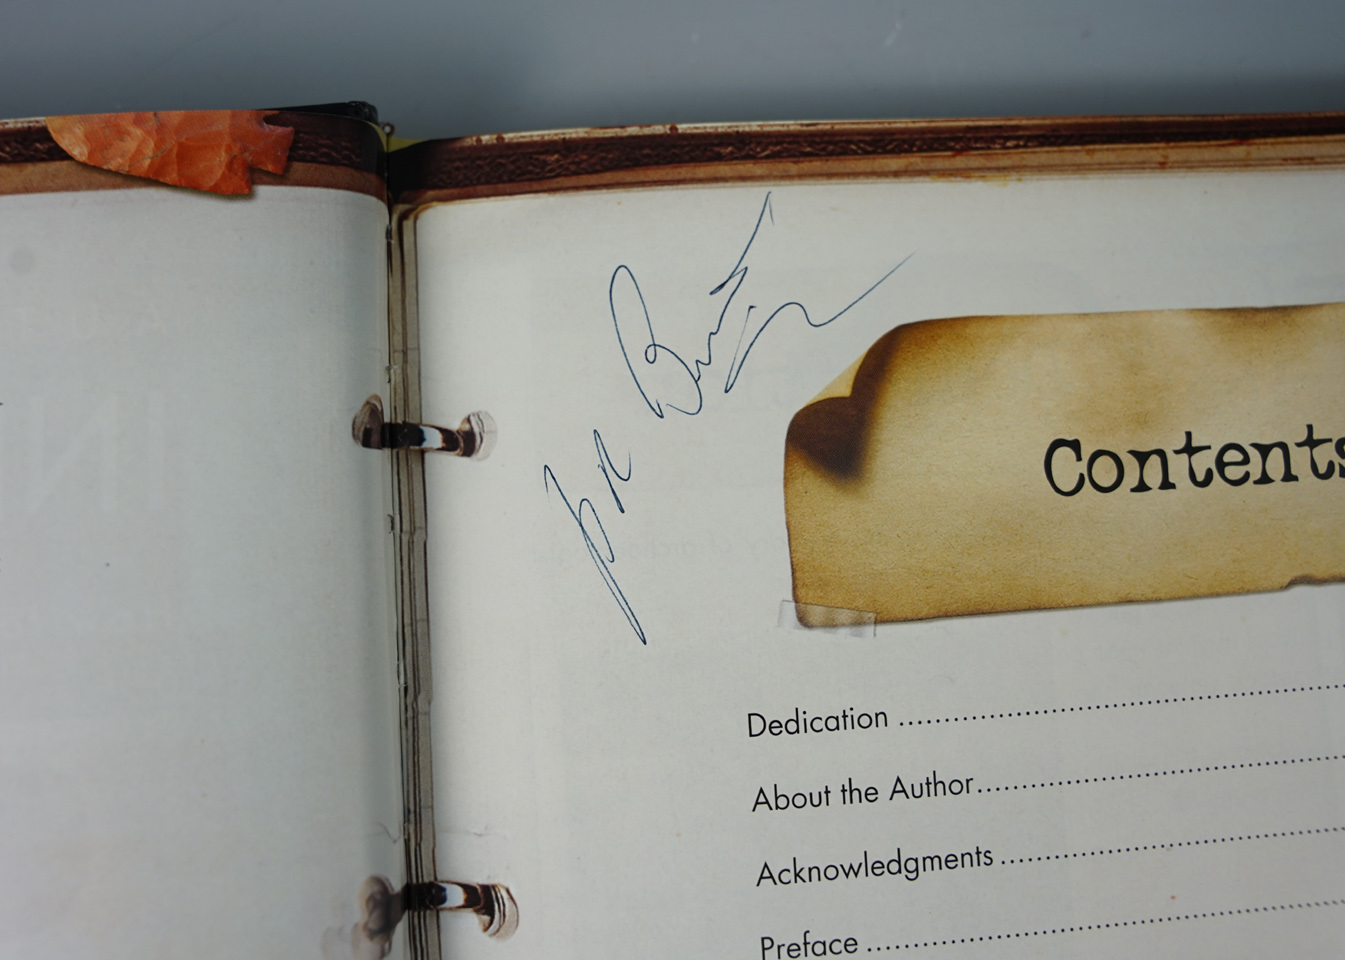 Contents
Dedication
About the Author
Acknowledgments
Preface